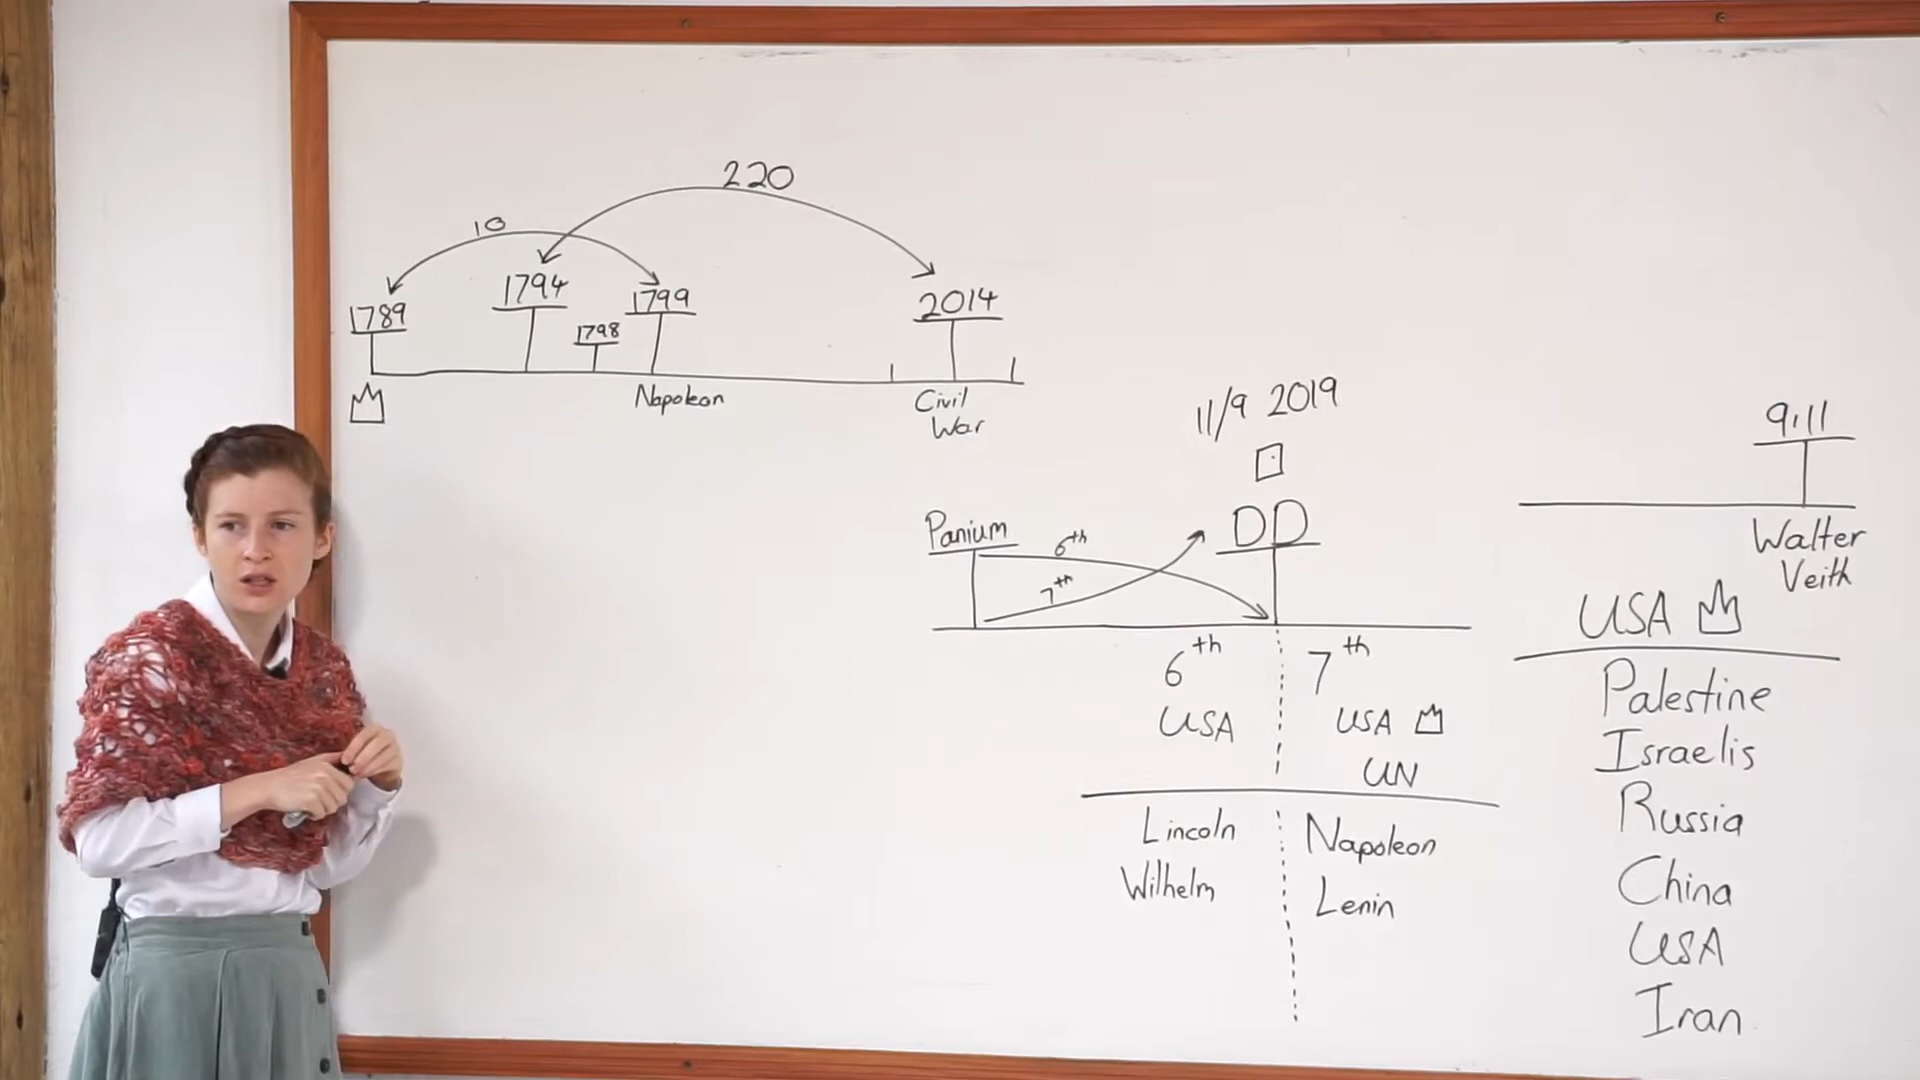 220
10
1789
1794
1798
1799
2014
Napoleon
Civil
War
11/9 2019
Panium
6th
7th
DD
6th
7th
USA
USA
UN
Lincoln
Napoleon
Wilhelm
Lenin
9.11
Walter
Veith
USA
Palestine
Israelis
Russia
China
USA
Iran